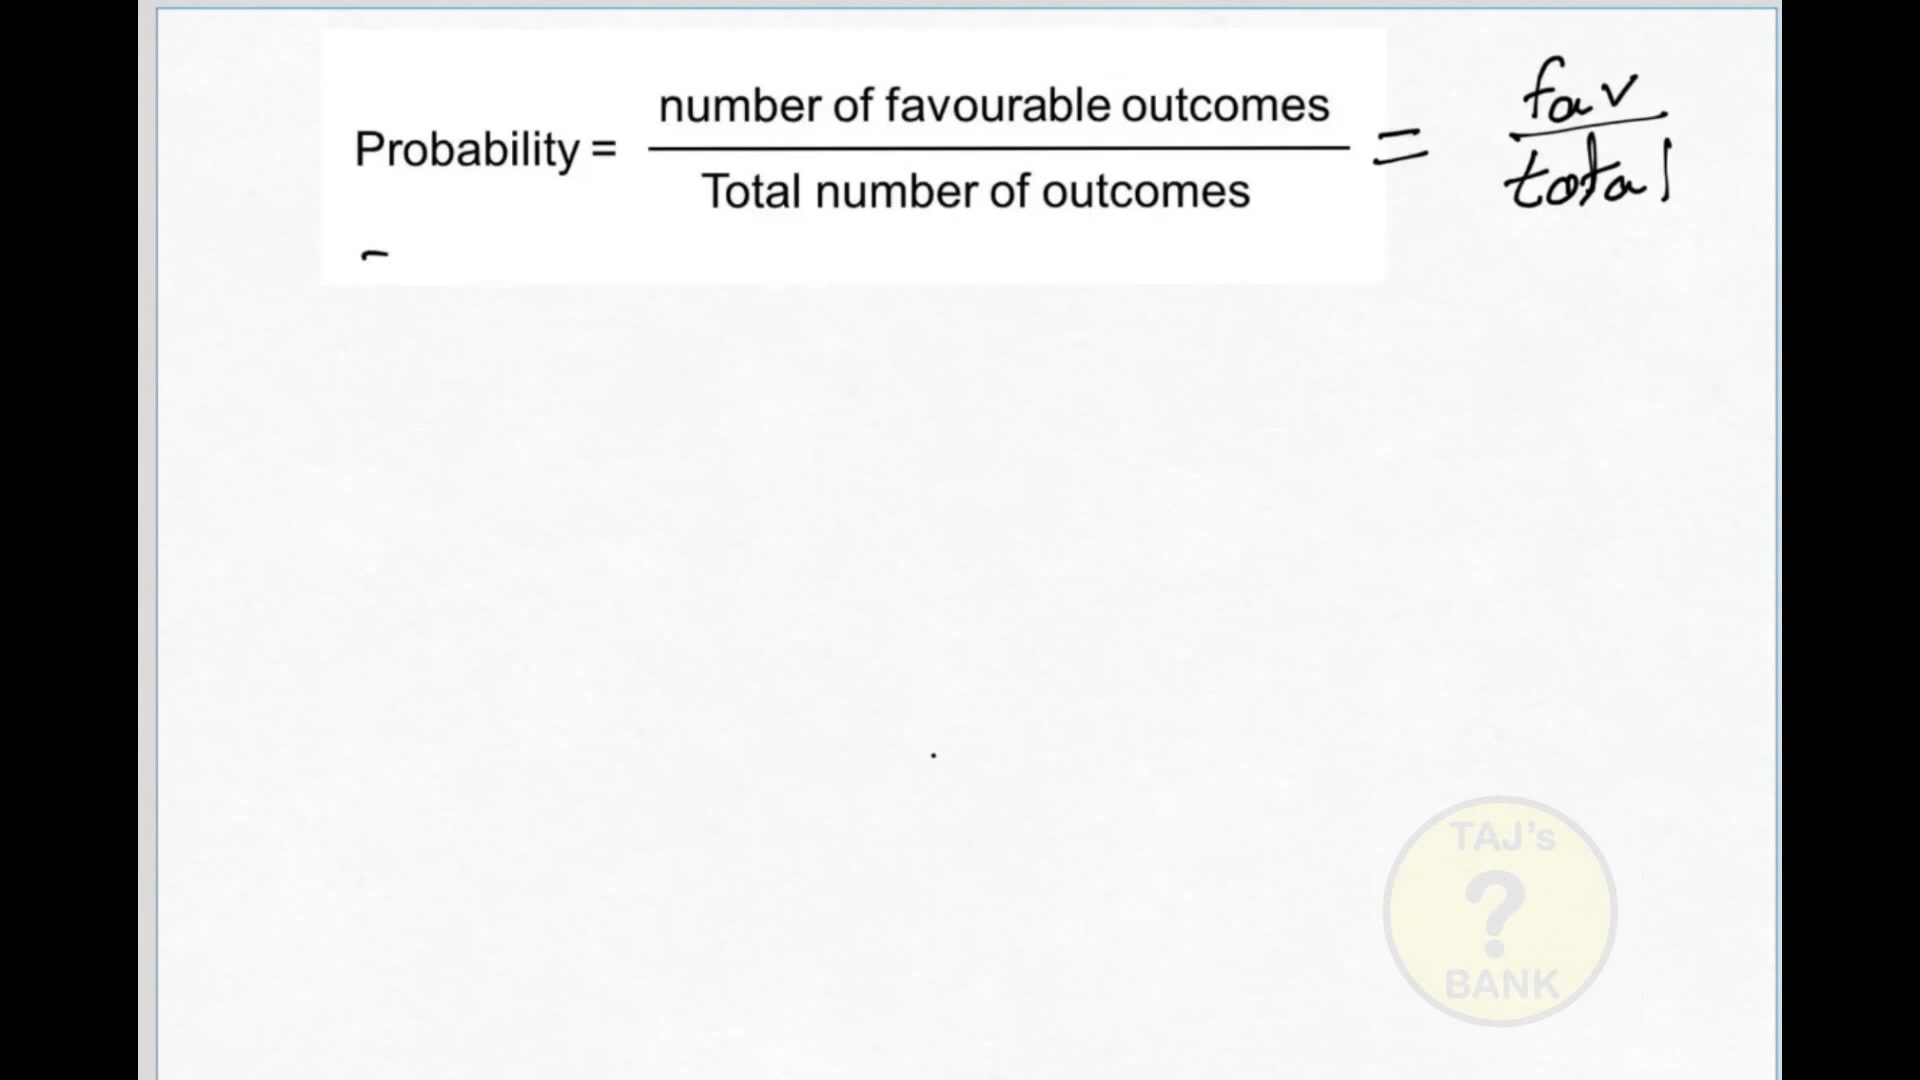 number of favourable outcomes
Probability = ——— = fav / total
Total number of outcomes
TAJ's
?
BANK